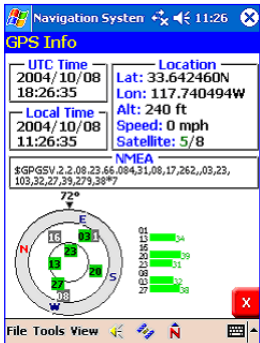 Navigation Systen 11:26
GPS Info
UTC Time
2004/10/08
18:26:35
Local Time
2004/10/08
11:26:35
Location
Lat: 33.642460N
Lon: 117.740494W
Alt: 240 ft
Speed: 0 mph
Satellite: 5/8
NMEA
$GPGSV,2,2,08,23,66,084,31,08,17,262,,03,23,
103,32,27,39,279,38*7
72°
E
N
S
W
16
03
23
13
20
27
08
01
13 34
16
20 39
23 31
08
03 32
27 38
X
File Tools View N